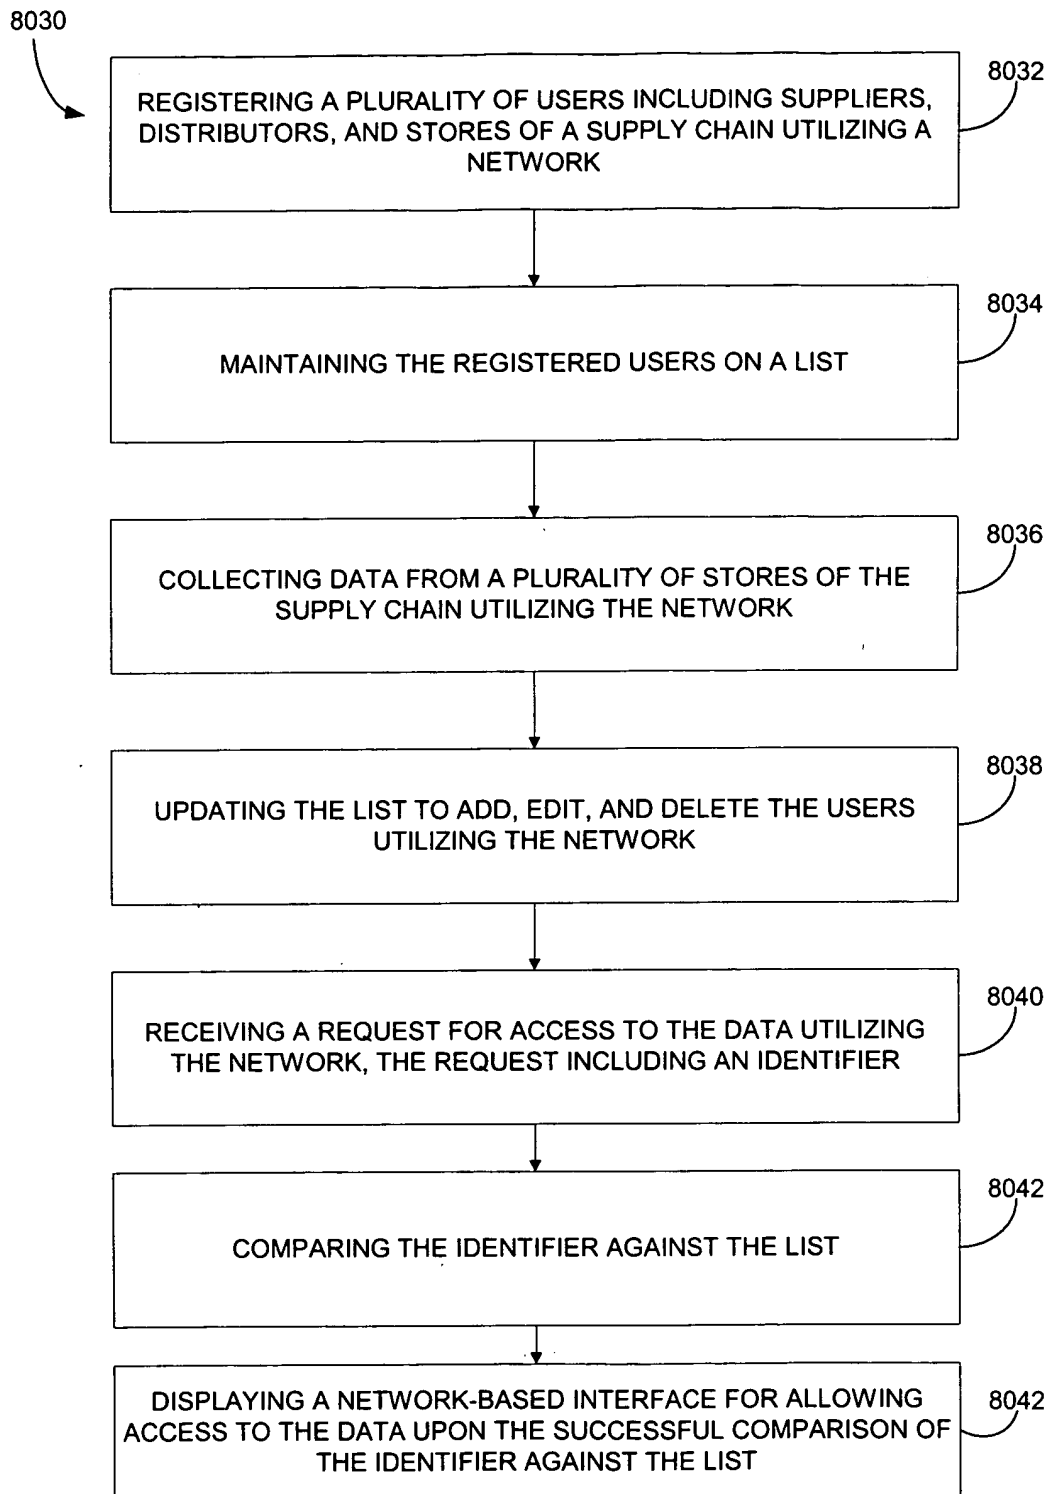 8030
8032
REGISTERING A PLURALITY OF USERS INCLUDING SUPPLIERS,
DISTRIBUTORS, AND STORES OF A SUPPLY CHAIN UTILIZING A
NETWORK
8034
MAINTAINING THE REGISTERED USERS ON A LIST
8036
COLLECTING DATA FROM A PLURALITY OF STORES OF THE
SUPPLY CHAIN UTILIZING THE NETWORK
8038
UPDATING THE LIST TO ADD, EDIT, AND DELETE THE USERS
UTILIZING THE NETWORK
8040
RECEIVING A REQUEST FOR ACCESS TO THE DATA UTILIZING
THE NETWORK, THE REQUEST INCLUDING AN IDENTIFIER
8042
COMPARING THE IDENTIFIER AGAINST THE LIST
8042
DISPLAYING A NETWORK-BASED INTERFACE FOR ALLOWING
ACCESS TO THE DATA UPON THE SUCCESSFUL COMPARISON OF
THE IDENTIFIER AGAINST THE LIST